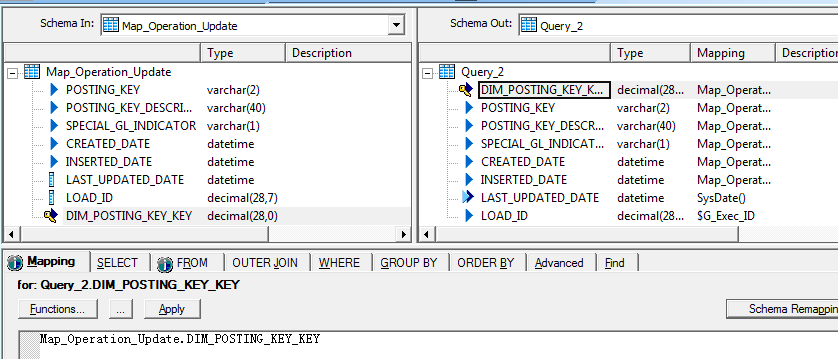 Schema In: Map_Operation_Update
Schema Out: Query_2
Type Description
Map_Operation_Update
POSTING_KEY varchar(2)
POSTING_KEY_DESCRI... varchar(40)
SPECIAL_GL_INDICATOR varchar(1)
CREATED_DATE datetime
INSERTED_DATE datetime
LAST_UPDATED_DATE datetime
LOAD_ID decimal(28,7)
DIM_POSTING_KEY_KEY decimal(28,0)
Type Mapping Description
Query_2
DIM_POSTING_KEY_K... decimal(28... Map_Operat...
POSTING_KEY varchar(2) Map_Operat...
POSTING_KEY_DESCR... varchar(40) Map_Operat...
SPECIAL_GL_INDICAT... varchar(1) Map_Operat...
CREATED_DATE datetime Map_Operat...
INSERTED_DATE datetime Map_Operat...
LAST_UPDATED_DATE datetime SysDate()
LOAD_ID decimal(28... $G_Exec_ID
Mapping SELECT FROM OUTER JOIN WHERE GROUP BY ORDER BY Advanced Find
for: Query_2.DIM_POSTING_KEY_KEY
Functions... ... Apply Schema Remappin
Map_Operation_Update.DIM_POSTING_KEY_KEY